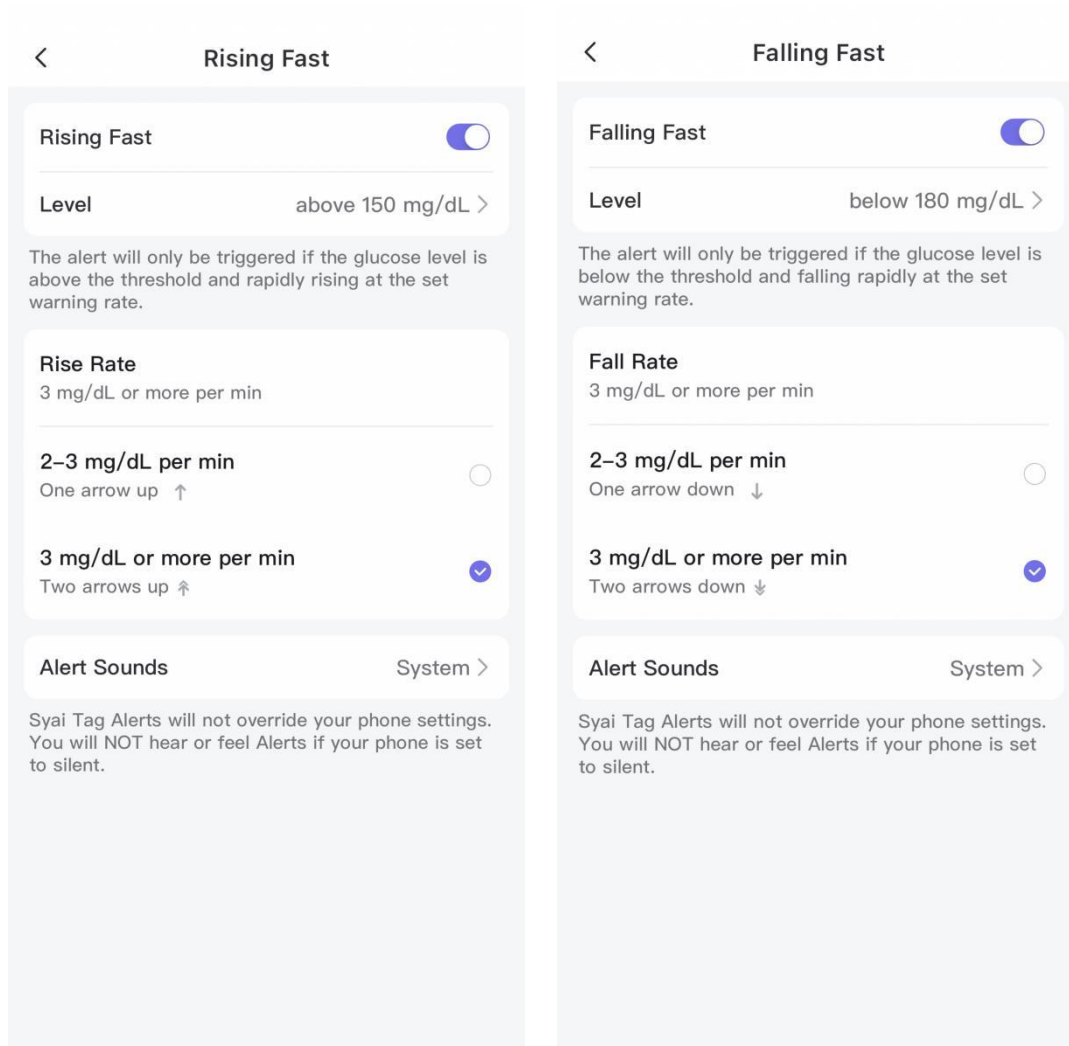 Rising Fast
Rising Fast
Level above 150 mg/dL
The alert will only be triggered if the glucose level is
above the threshold and rapidly rising at the set
warning rate.
Rise Rate
3 mg/dL or more per min
2–3 mg/dL per min
One arrow up ↑
3 mg/dL or more per min
Two arrows up
Alert Sounds System
Syai Tag Alerts will not override your phone settings.
You will NOT hear or feel Alerts if your phone is set
to silent.
Falling Fast
Falling Fast
Level below 180 mg/dL
The alert will only be triggered if the glucose level is
below the threshold and falling rapidly at the set
warning rate.
Fall Rate
3 mg/dL or more per min
2–3 mg/dL per min
One arrow down ↓
3 mg/dL or more per min
Two arrows down
Alert Sounds System
Syai Tag Alerts will not override your phone settings.
You will NOT hear or feel Alerts if your phone is set
to silent.